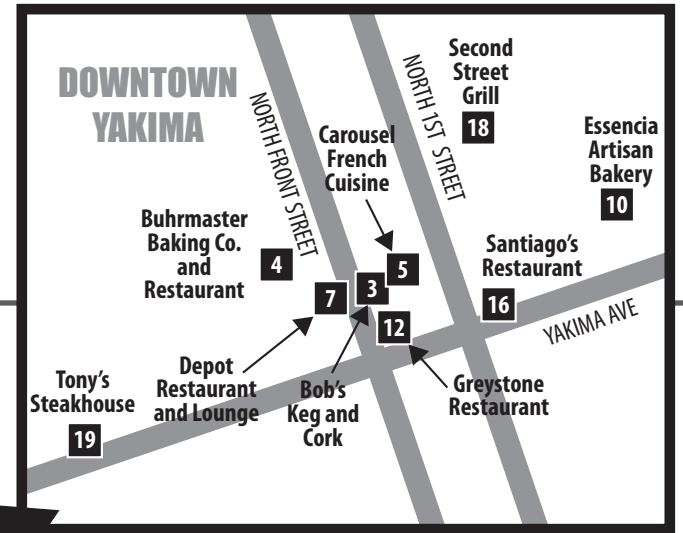 DOWNTOWN
YAKIMA
NORTH FRONT STREET
NORTH 1ST STREET
Second
Street
Grill
18
Essencia
Artisan
Bakery
10
Carousel
French
Cuisine
5
Buhrmaster
Baking Co.
and
Restaurant
4
Santiago's
Restaurant
16
YAKIMA AVE
7
3
12
Depot
Restaurant
and Lounge
Bob's
Keg and
Cork
Greystone
Restaurant
Tony's
Steakhouse
19